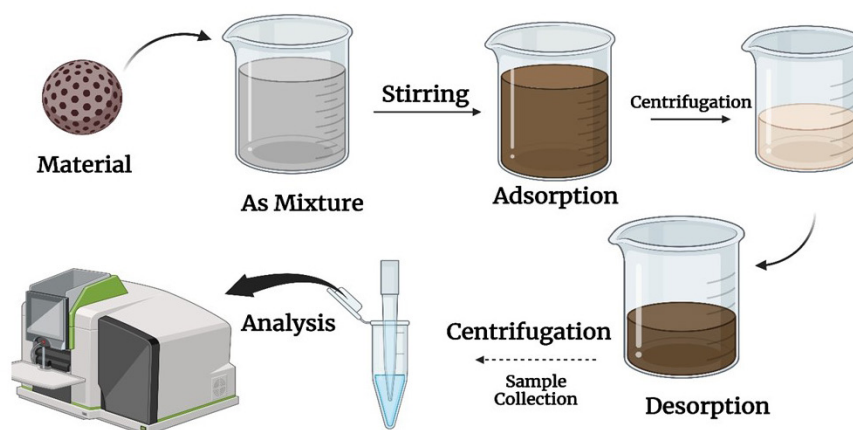 Material
As Mixture
Stirring
Adsorption
Centrifugation
Desorption
Centrifugation
Sample
Collection
Analysis